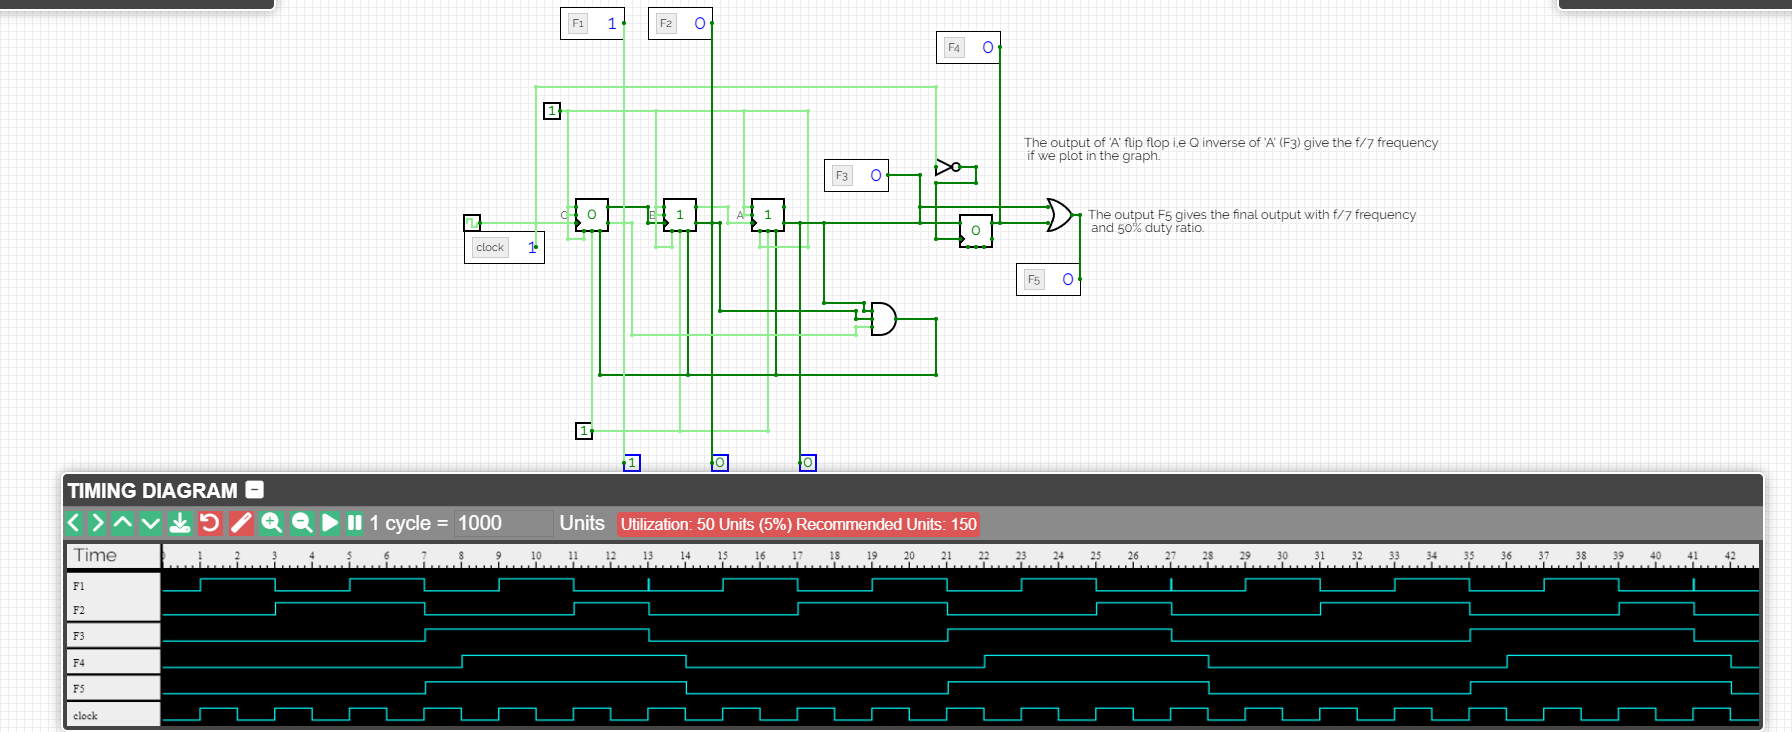 F1 1
F2 0
F4 0
1
The output of 'A' flip flop i,e Q inverse of 'A' (F3) give the f/7 frequency
if we plot in the graph.
F3 0
C 0
B 1
A 1
The output F5 gives the final output with f/7 frequency
and 50% duty ratio.
0
clock 1
F5 0
1
1
0
0
TIMING DIAGRAM
1 cycle = 1000 Units Utilization: 50 Units (5%) Recommended Units: 150
Time 0 1 2 3 4 5 6 7 8 9 10 11 12 13 14 15 16 17 18 19 20 21 22 23 24 25 26 27 28 29 30 31 32 33 34 35 36 37 38 39 40 41 42
F1
F2
F3
F4
F5
clock